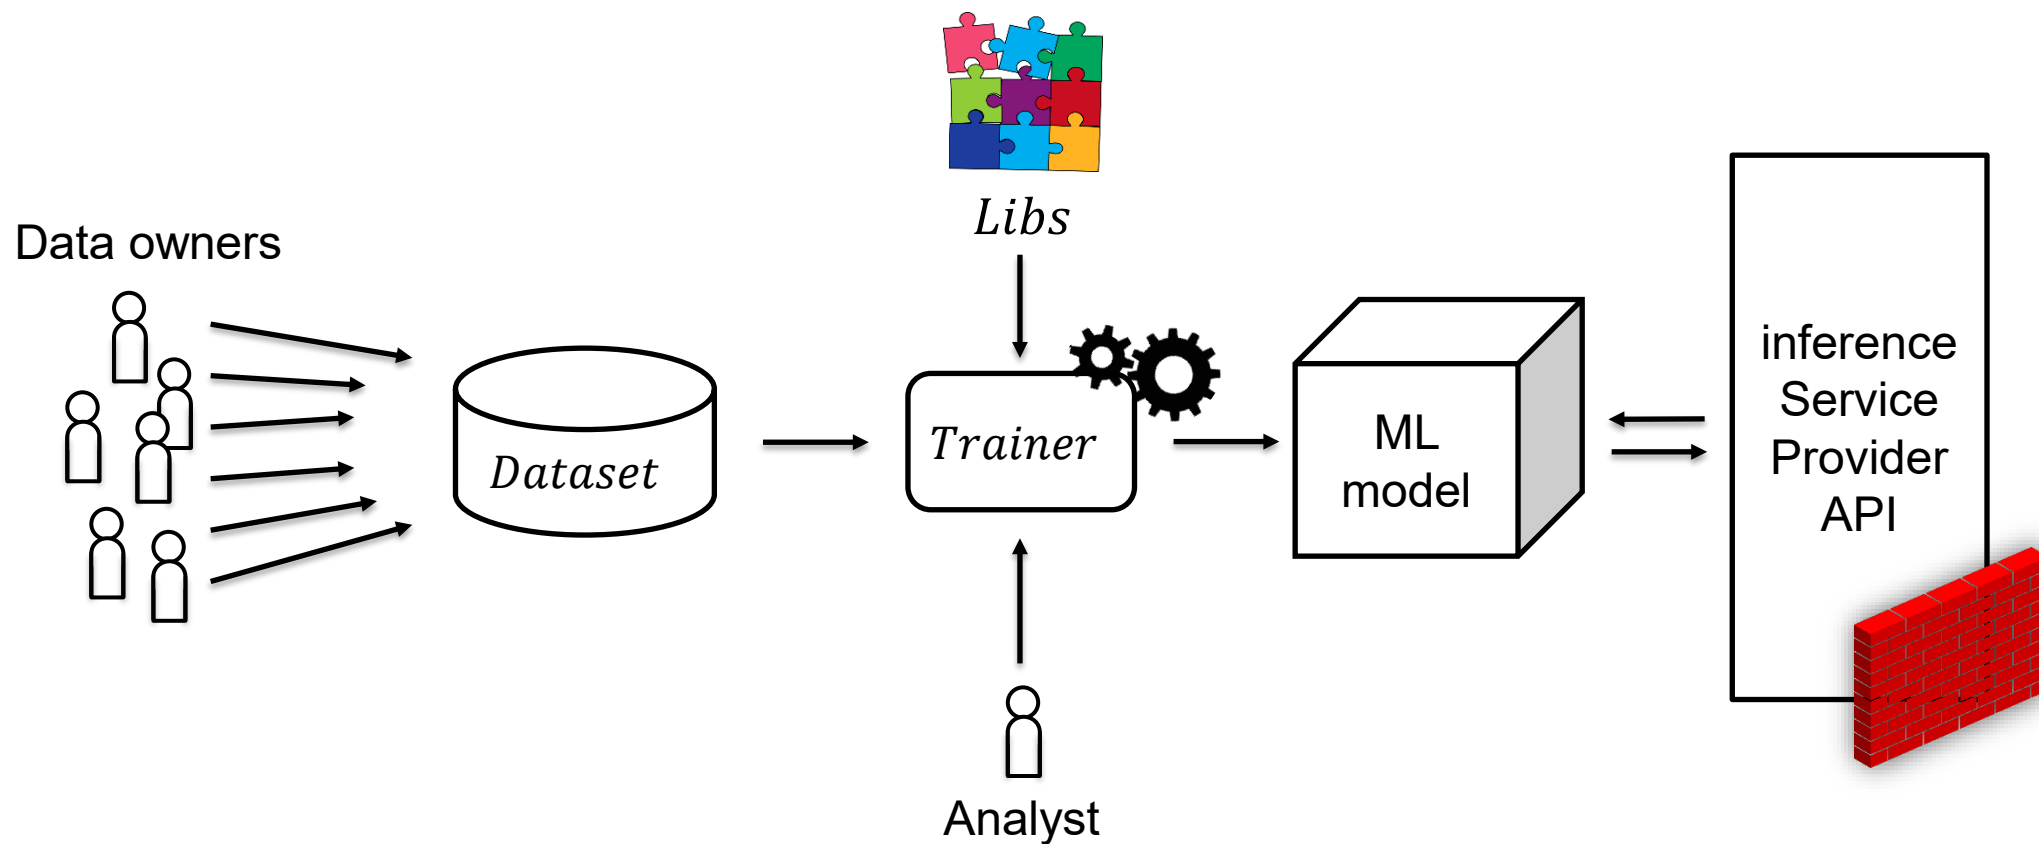 Libs
Data owners
Dataset
Trainer
ML
model
inference
Service
Provider
API
Analyst